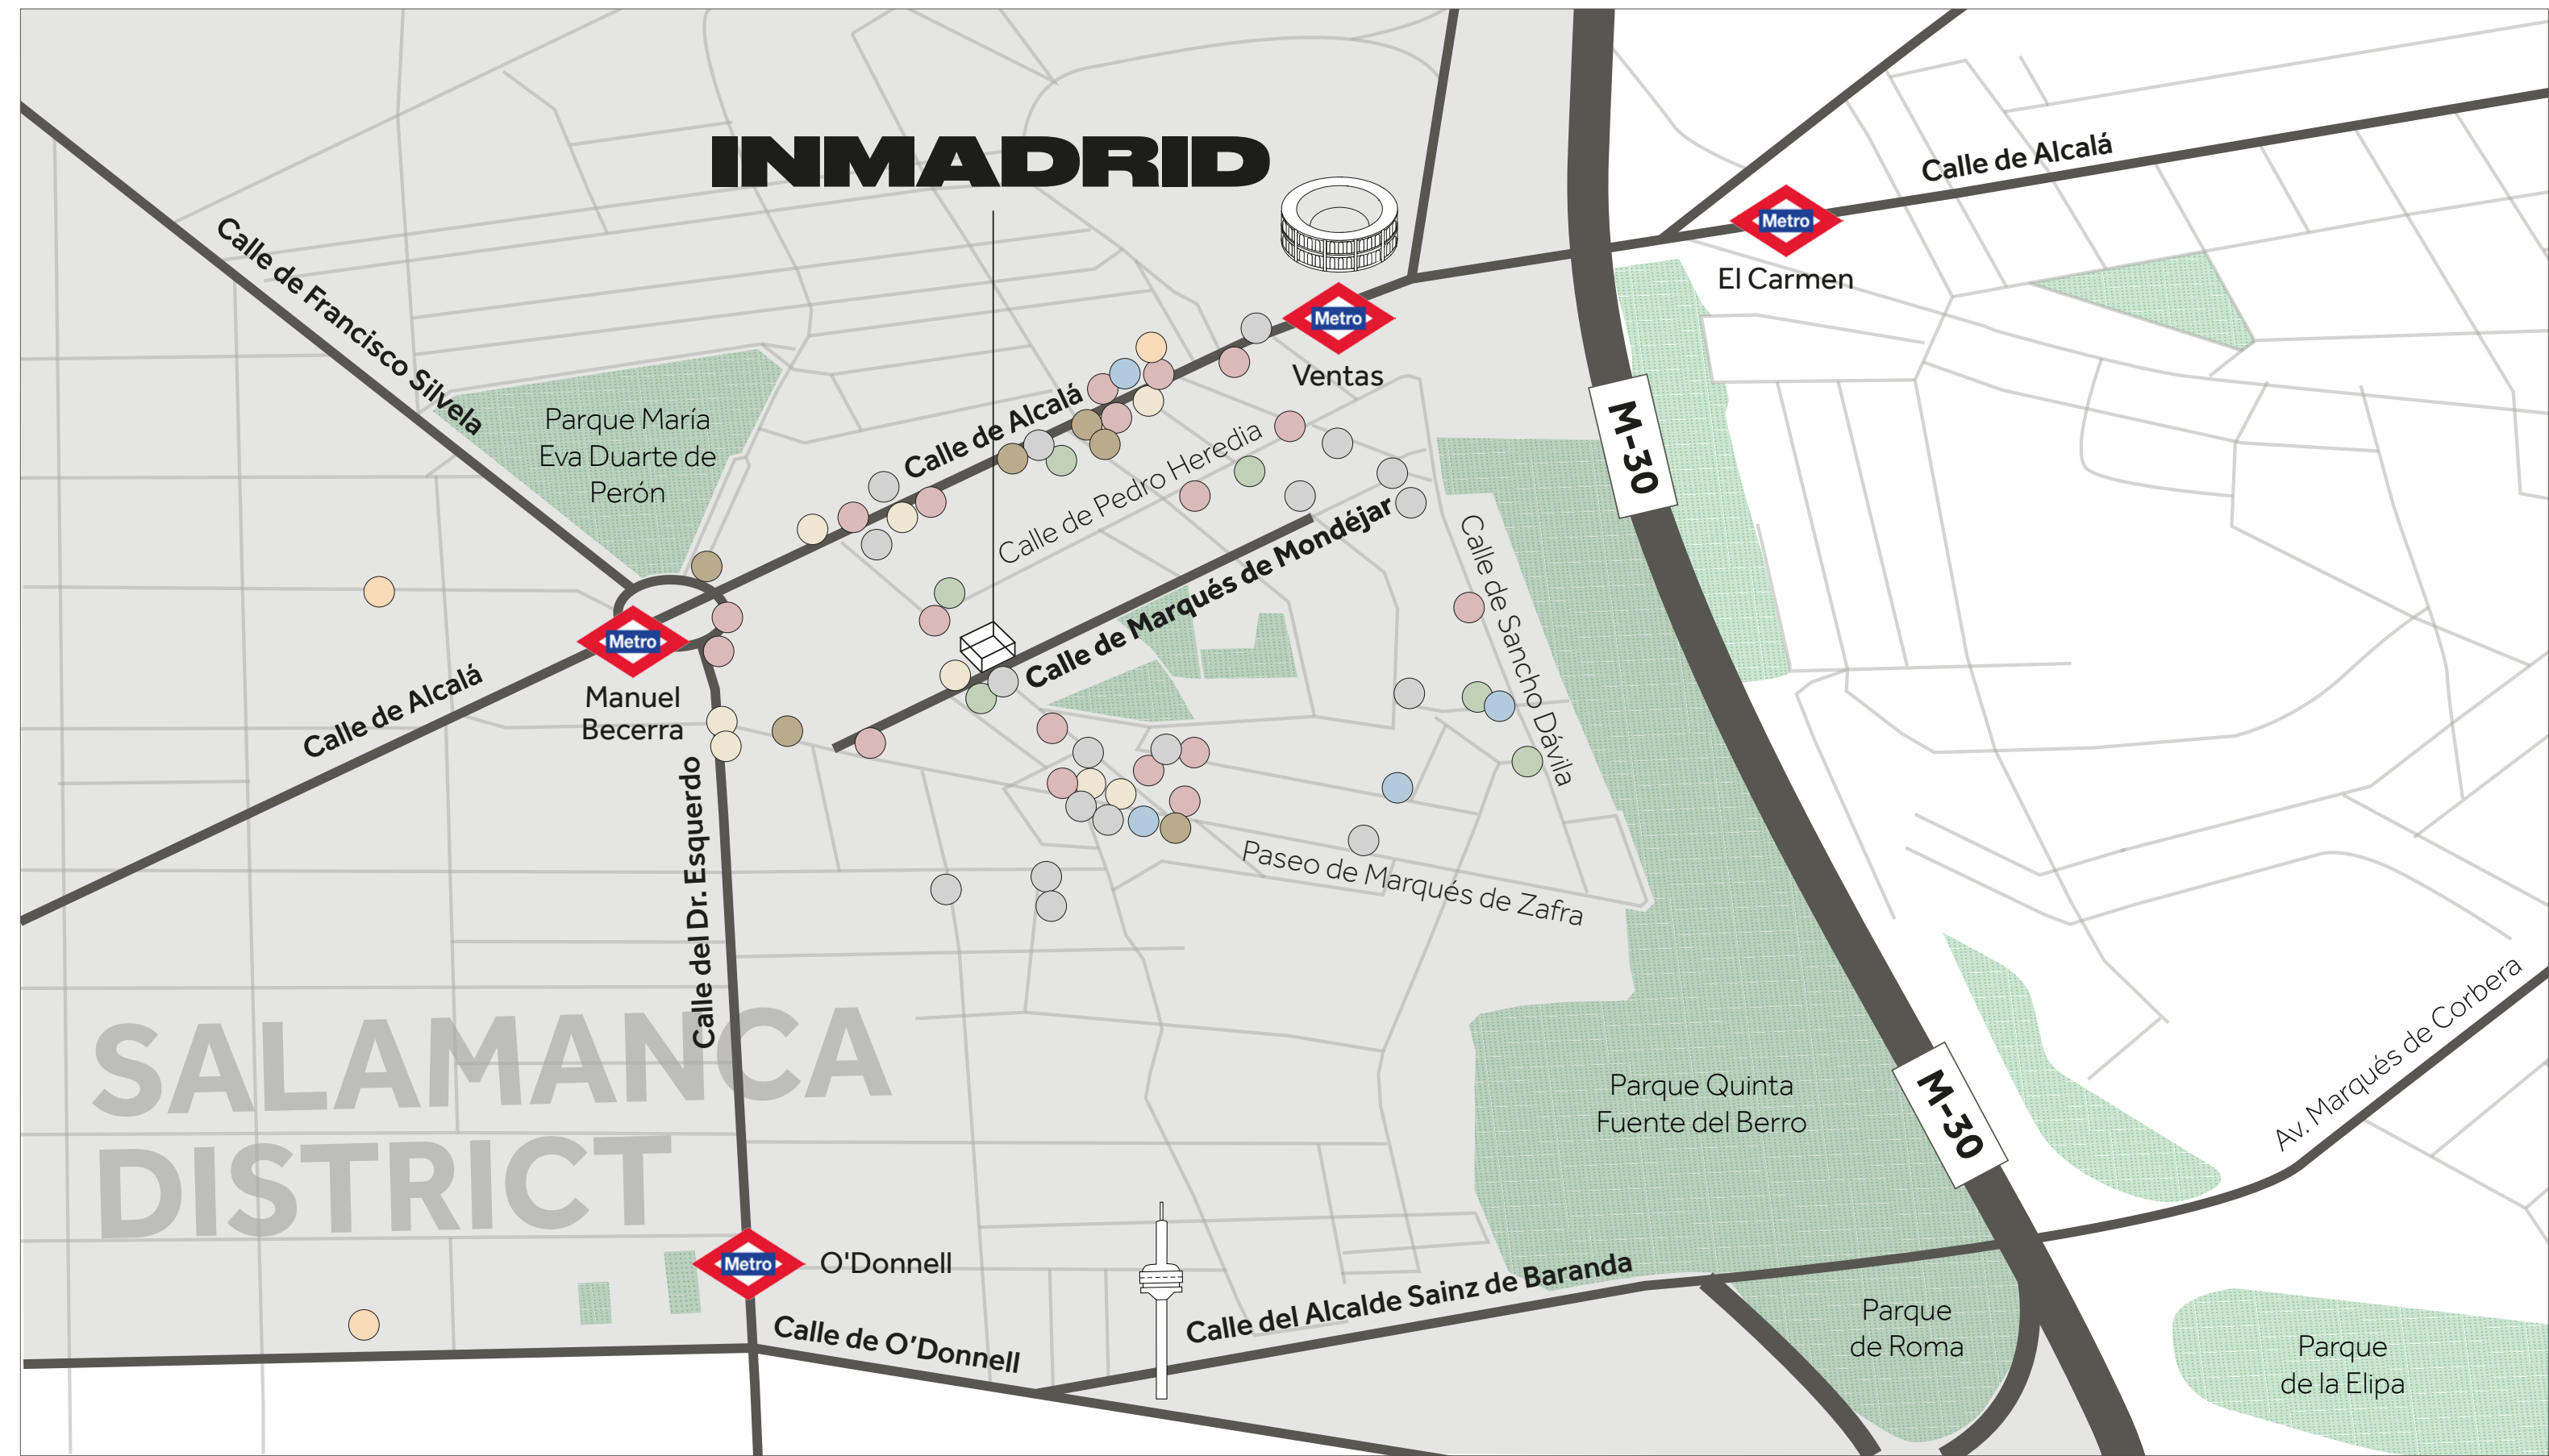 INMADRID
Calle de Alcalá
Metro
El Carmen
Calle de Francisco Silvela
Metro
Ventas
Parque María
Eva Duarte de
Perón
Calle de Alcalá
M-30
Calle de Pedro Heredia
Calle de Marqués de Mondéjar
Calle de Sancho Dávila
Metro
Manuel
Becerra
Calle de Alcalá
Calle del Dr. Esquerdo
Paseo de Marqués de Zafra
SALAMANCA
DISTRICT
Parque Quinta
Fuente del Berro
M-30
Av. Marqués de Corbera
Metro
O'Donnell
Calle de O’Donnell
Calle del Alcalde Sainz de Baranda
Parque
de Roma
Parque
de la Elipa